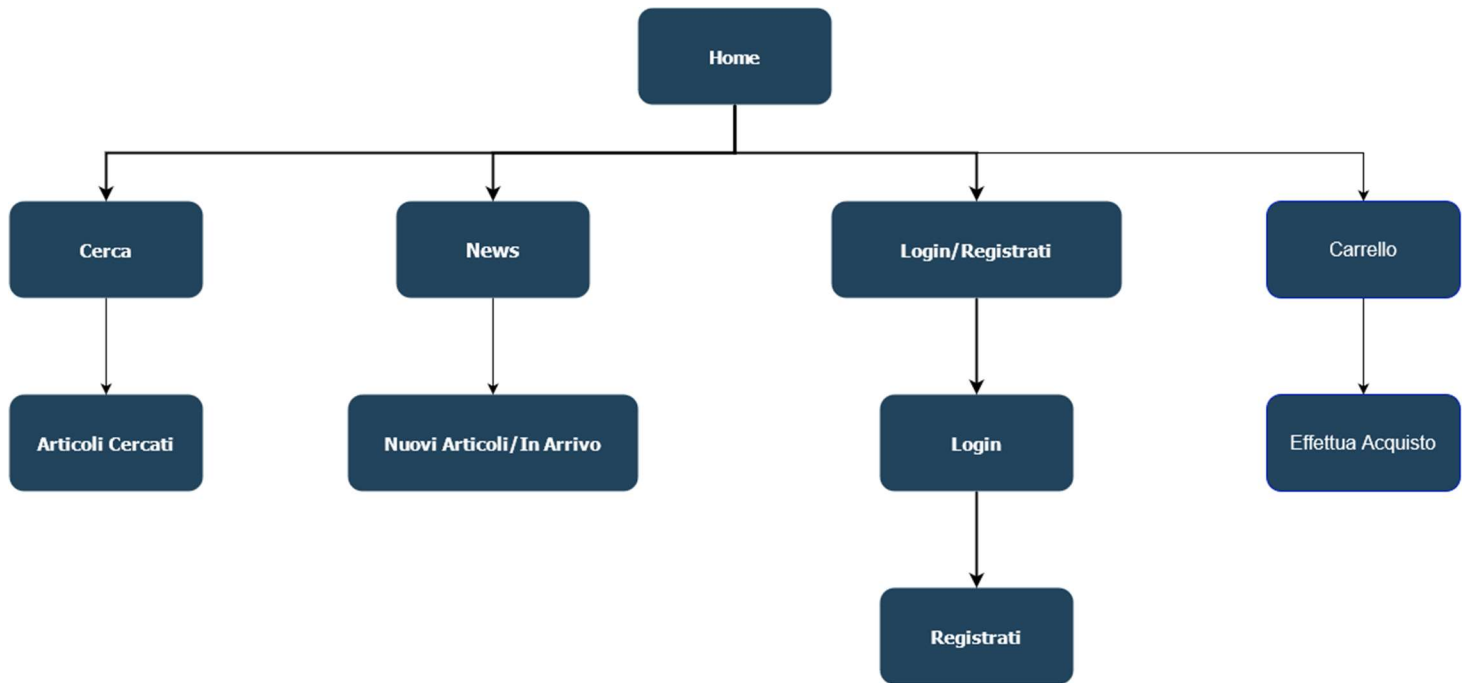 Home
Cerca
News
Login/Registrati
Carrello
Articoli Cercati
Nuovi Articoli/In Arrivo
Login
Effettua Acquisto
Registrati